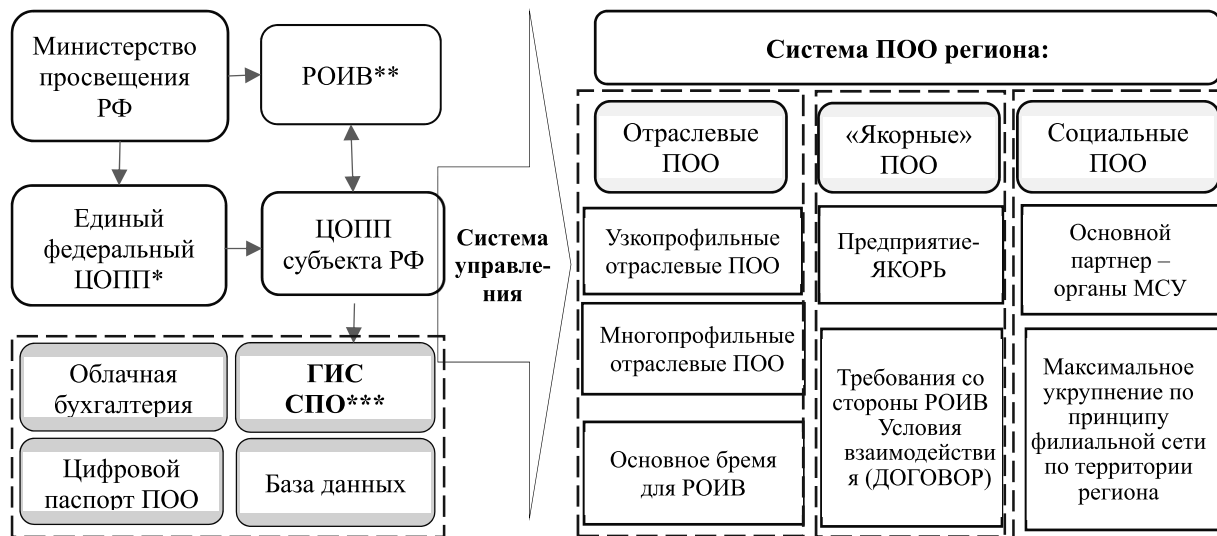 Министерство
просвещения
РФ
РОИВ**
Единый
федеральный
ЦОПП*
ЦОПП
субъекта РФ
Облачная
бухгалтерия
ГИС
СПО***
Цифровой
паспорт ПОО
База данных
Система
управле-
ния
Система ПОО региона:
Отраслевые
ПОО
Узкопрофильные
отраслевые ПОО
Многопрофильные
отраслевые ПОО
Основное бремя
для РОИВ
«Якорные»
ПОО
Предприятие-
ЯКОРЬ
Требования со
стороны РОИВ
Условия
взаимодействи
я (ДОГОВОР)
Социальные
ПОО
Основной
партнер –
органы МСУ
Максимальное
укрупнение по
принципу
филиальной сети
по территории
региона